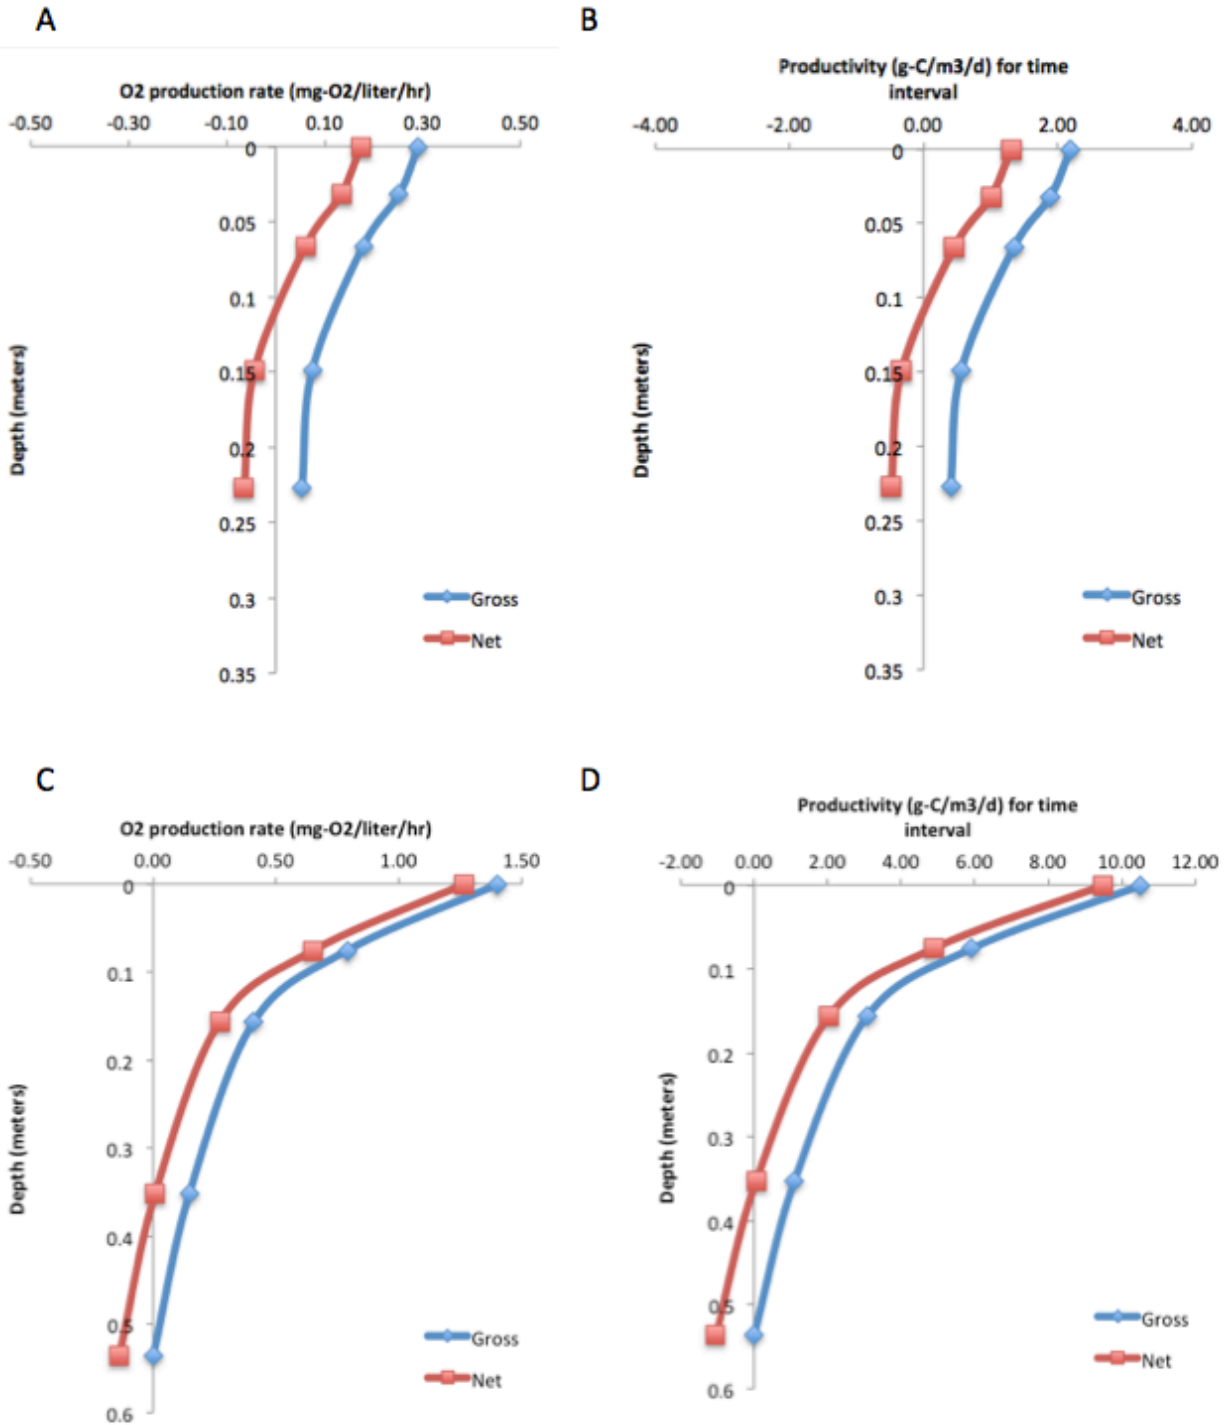 A
B
O2 production rate (mg-O2/liter/hr)
-0.50 -0.30 -0.10 0.10 0.30 0.50
0
0.05
0.1
0.15
0.2
0.25
0.3
0.35
Depth (meters)
Gross
Net
Productivity (g-C/m3/d) for time
interval
-4.00 -2.00 0.00 2.00 4.00
0
0.05
0.1
0.15
0.2
0.25
0.3
0.35
Depth (meters)
Gross
Net
C
D
O2 production rate (mg-O2/liter/hr)
-0.50 0.00 0.50 1.00 1.50
0
0.1
0.2
0.3
0.4
0.5
0.6
Depth (meters)
Gross
Net
Productivity (g-C/m3/d) for time
interval
-2.00 0.00 2.00 4.00 6.00 8.00 10.00 12.00
0
0.1
0.2
0.3
0.4
0.5
0.6
Depth (meters)
Gross
Net